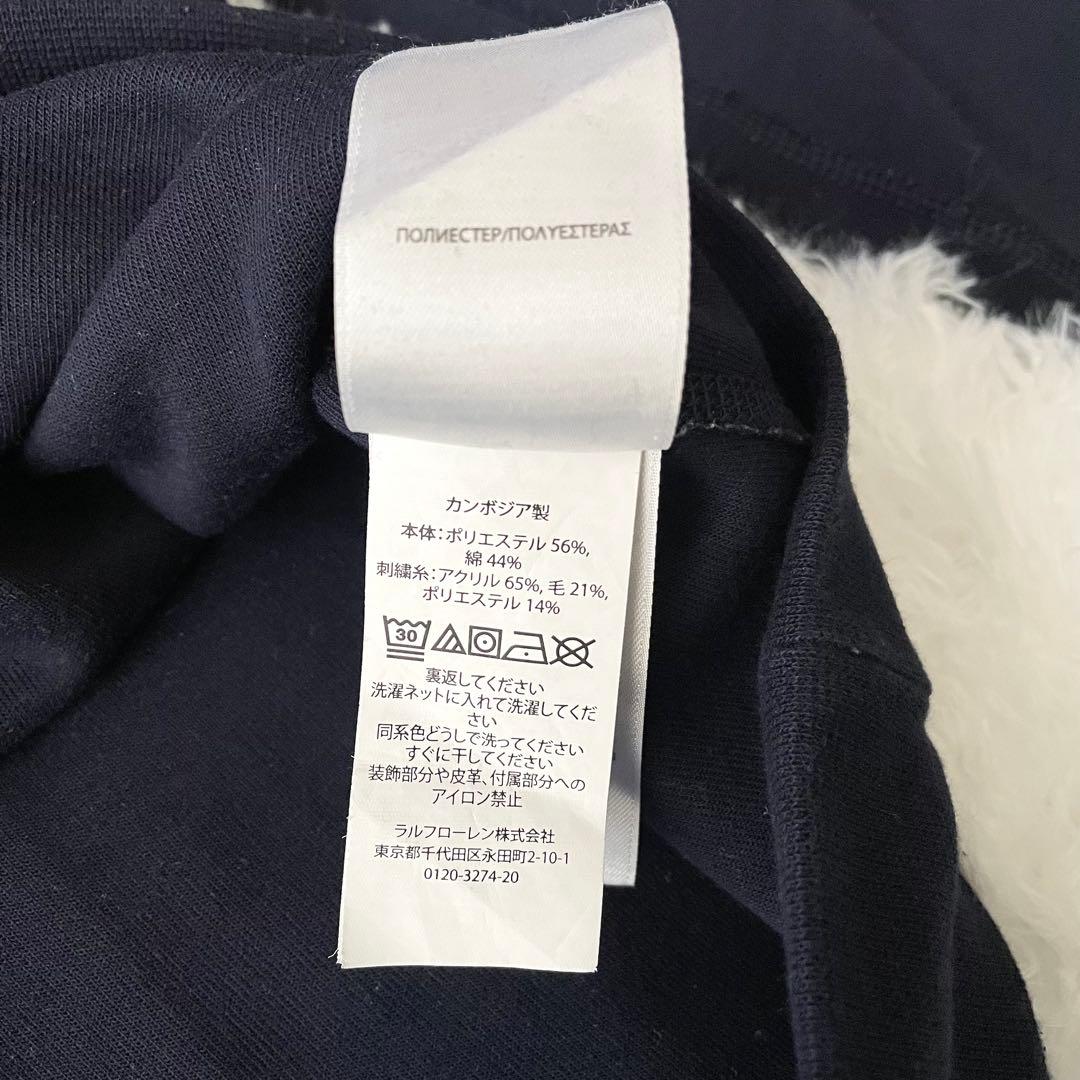 ПОЛИЕСТЕР/ΠΟΛΥΕΣΤΕΡΑΣ
カンボジア製
本体：ポリエステル 56%,
綿 44%
刺繍糸：アクリル 65%, 毛 21%,
ポリエステル 14%
30
裏返してください
洗濯ネットに入れて洗濯してくだ
さい
同系色どうしで洗ってください
すぐに干してください
装飾部分や皮革、付属部分への
アイロン禁止
ラルフローレン株式会社
東京都千代田区永田町2-10-1
0120-3274-20